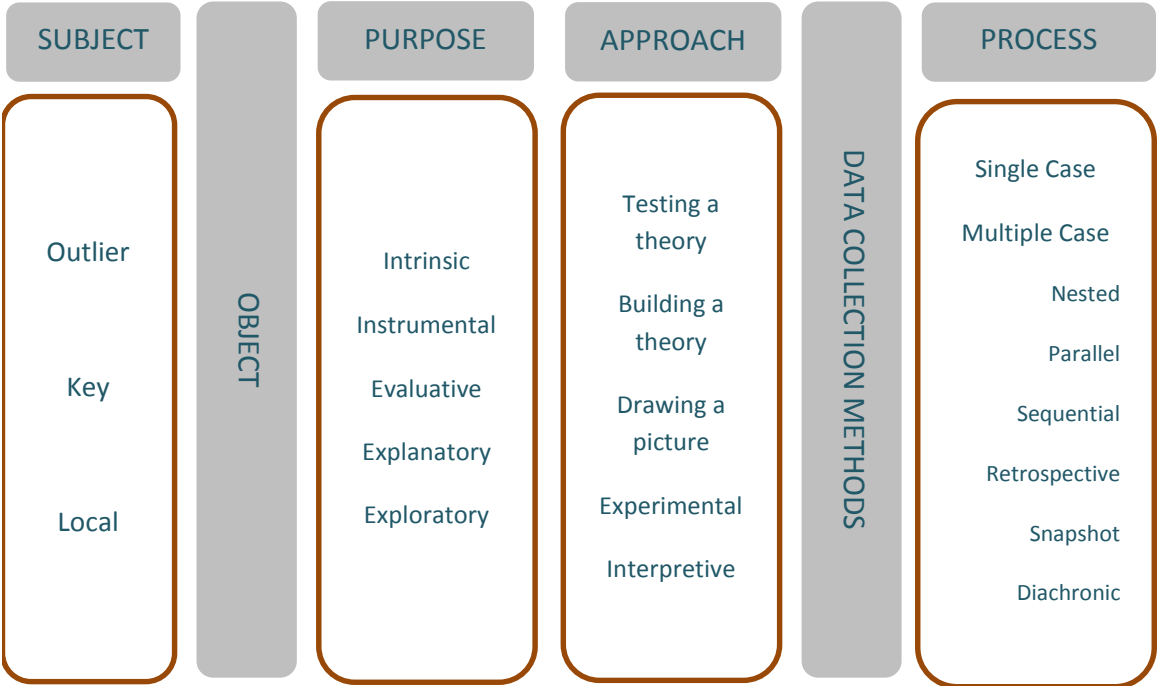 SUBJECT
Outlier
Key
Local
OBJECT
PURPOSE
Intrinsic
Instrumental
Evaluative
Explanatory
Exploratory
APPROACH
Testing a
theory
Building a
theory
Drawing a
picture
Experimental
Interpretive
DATA COLLECTION METHODS
PROCESS
Single Case
Multiple Case
Nested
Parallel
Sequential
Retrospective
Snapshot
Diachronic